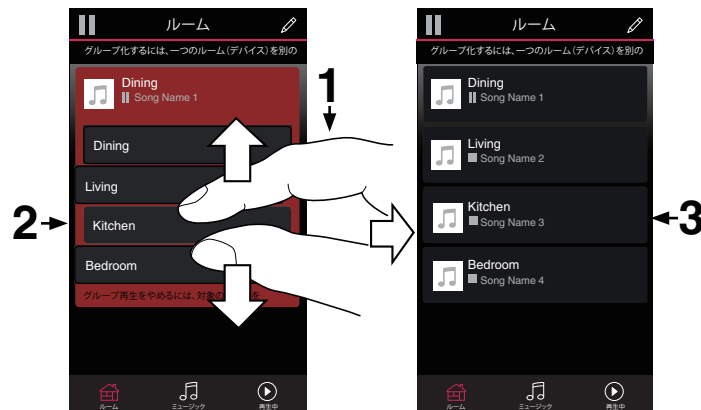 ルーム
グループ化するには、一つのルーム(デバイス)を別の
Dining
Song Name 1
Dining
Living
Kitchen
Bedroom
グループ再生をやめるには、対象の
を
ルーム
ミュージック
再生中
1
2
ルーム
グループ化するには、一つのルーム(デバイス)を別の
Dining
Song Name 1
Living
Song Name 2
Kitchen
Song Name 3
Bedroom
Song Name 4
ルーム
ミュージック
再生中
3